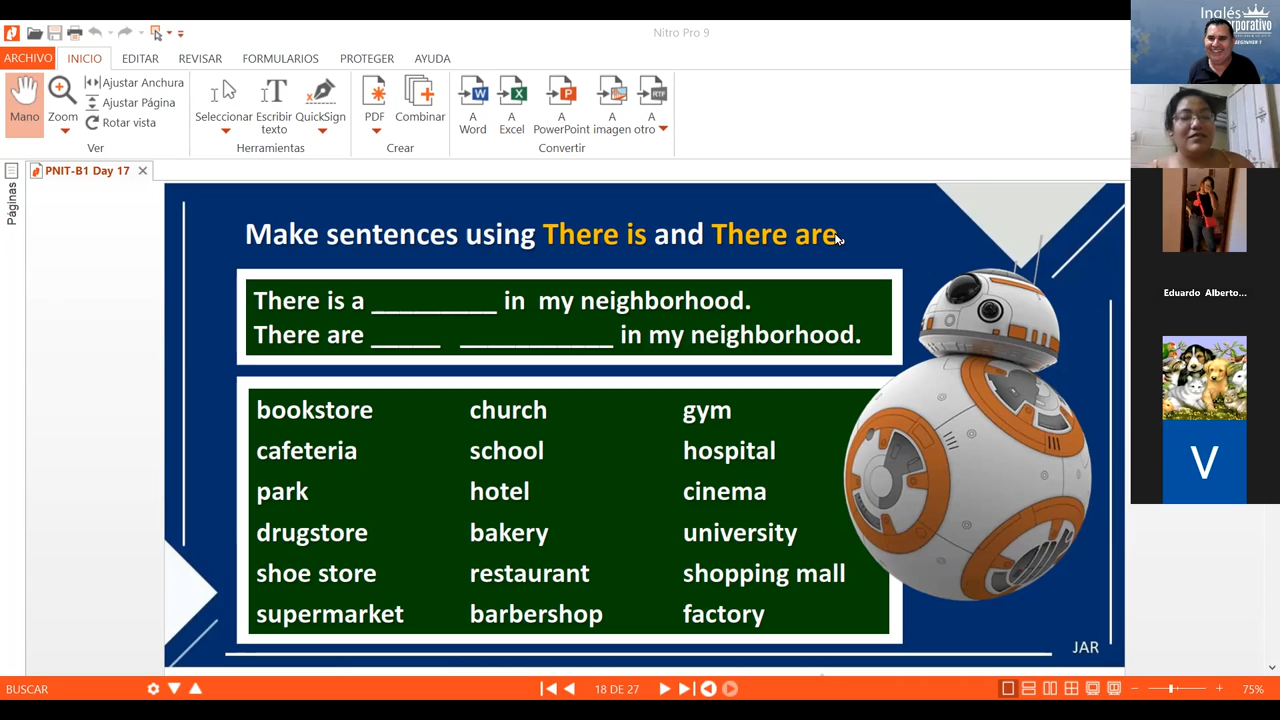 Nitro Pro 9
ARCHIVO INICIO EDITAR REVISAR FORMULARIOS PROTEGER AYUDA
Mano
Zoom
Ajustar Anchura
Ajustar Página
Rotar vista
Ver
Seleccionar
Escribir texto
QuickSign
Herramientas
PDF
Combinar
Crear
A Word
A Excel
A PowerPoint
A imagen
A otro
Convertir
PNIT-B1 Day 17
Páginas
Make sentences using There is and There are
There is a _________ in my neighborhood.
There are _____ ___________ in my neighborhood.
bookstore church gym
cafeteria school hospital
park hotel cinema
drugstore bakery university
shoe store restaurant shopping mall
supermarket barbershop factory
JAR
BUSCAR
18 DE 27
75%
Inglés
BEGINNER 1
Eduardo Alberto...
V